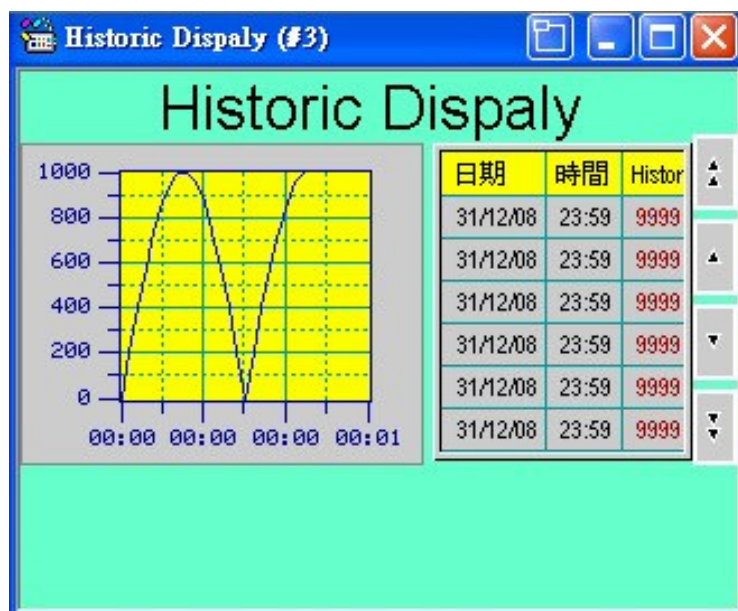 Historic Dispaly (#3)
Historic Dispaly
1000
800
600
400
200
0
00:00 00:00 00:00 00:01
日期 時間 Histor
31/12/08 23:59 9999
31/12/08 23:59 9999
31/12/08 23:59 9999
31/12/08 23:59 9999
31/12/08 23:59 9999
31/12/08 23:59 9999